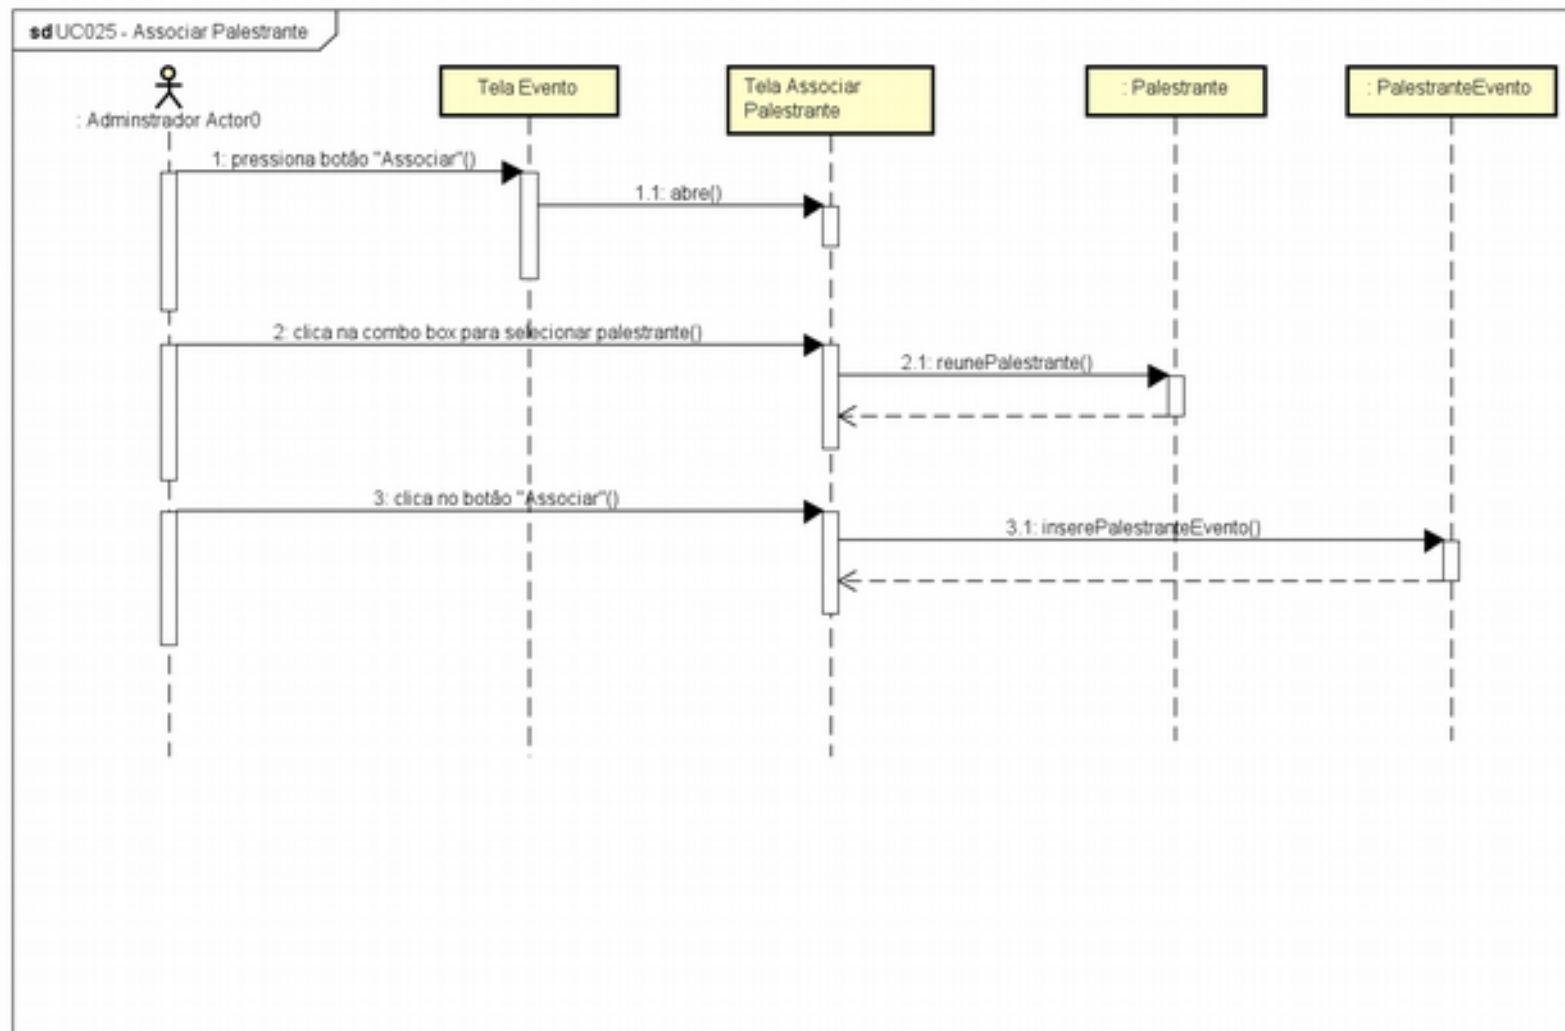 sd UC025 - Associar Palestrante
: Adminstrador Actor0
Tela Evento
Tela Associar
Palestrante
: Palestrante
: PalestranteEvento
1: pressiona botão "Associar"()
1.1: abre()
2: clica na combo box para selecionar palestrante()
2.1: reunePalestrante()
3: clica no botão "Associar"()
3.1: inserePalestranteEvento()